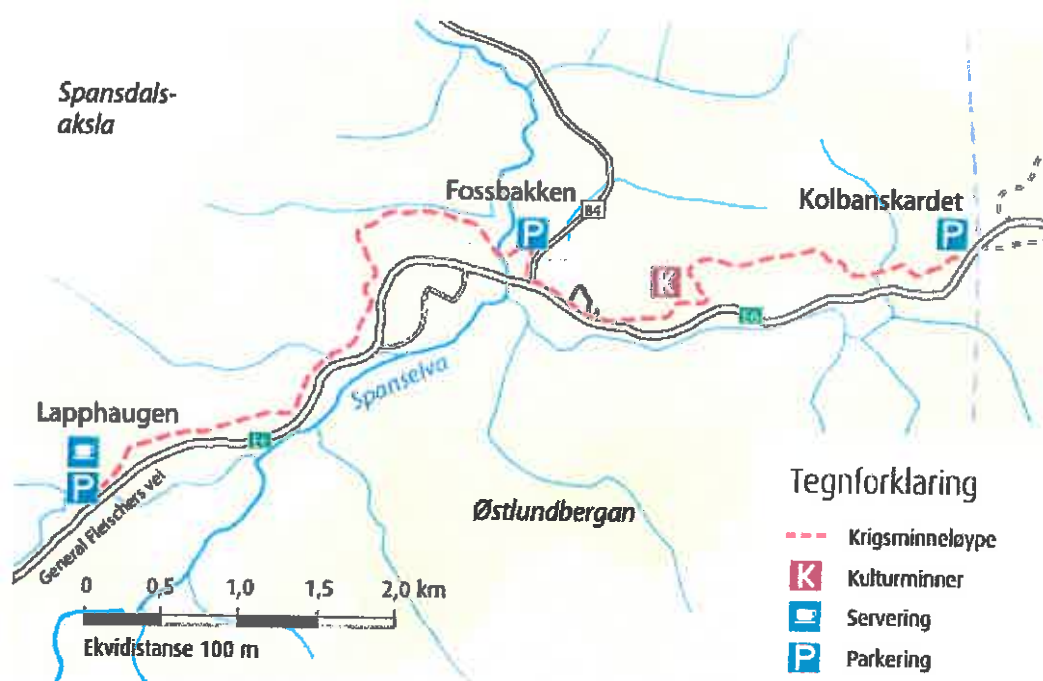 Spansdals-
aksla
Fossbakken
P
84
Kolbanskardet
P
K
E6
Spanselva
Lapphaugen
P
E6
General Fleischers vei
Østlundbergan
0 0,5 1,0 1,5 2,0 km
Ekvidistanse 100 m
Tegnforklaring
Krigsminneløype
K Kulturminner
Servering
P Parkering